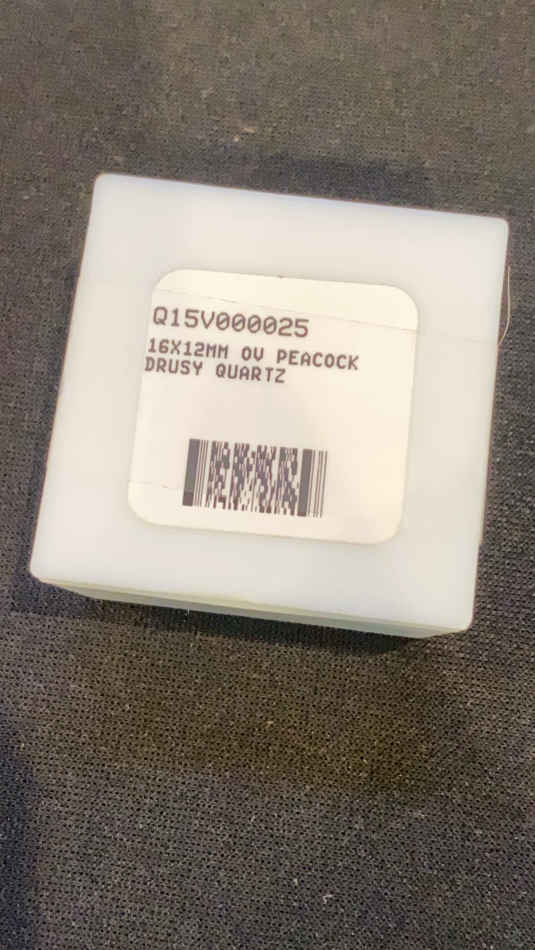 Q15V000025
16X12MM OV PEACOCK
DRUSY QUARTZ